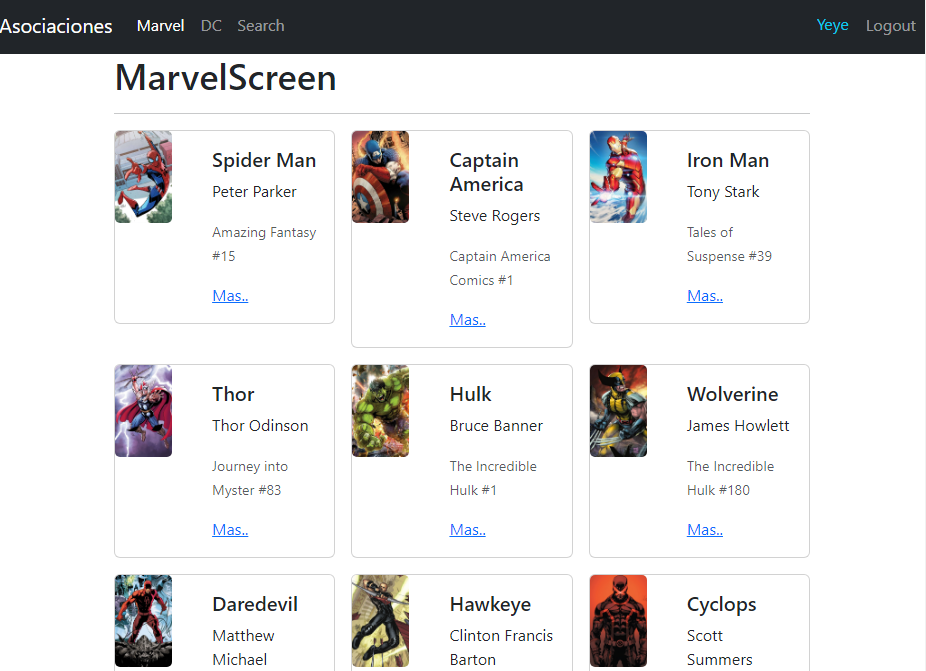 Asociaciones Marvel DC Search Yeye Logout
MarvelScreen
Spider Man
Peter Parker
Amazing Fantasy
#15
Mas..
Captain
America
Steve Rogers
Captain America
Comics #1
Mas..
Iron Man
Tony Stark
Tales of
Suspense #39
Mas..
Thor
Thor Odinson
Journey into
Myster #83
Mas..
Hulk
Bruce Banner
The Incredible
Hulk #1
Mas..
Wolverine
James Howlett
The Incredible
Hulk #180
Mas..
Daredevil
Matthew
Michael
Hawkeye
Clinton Francis
Barton
Cyclops
Scott
Summers